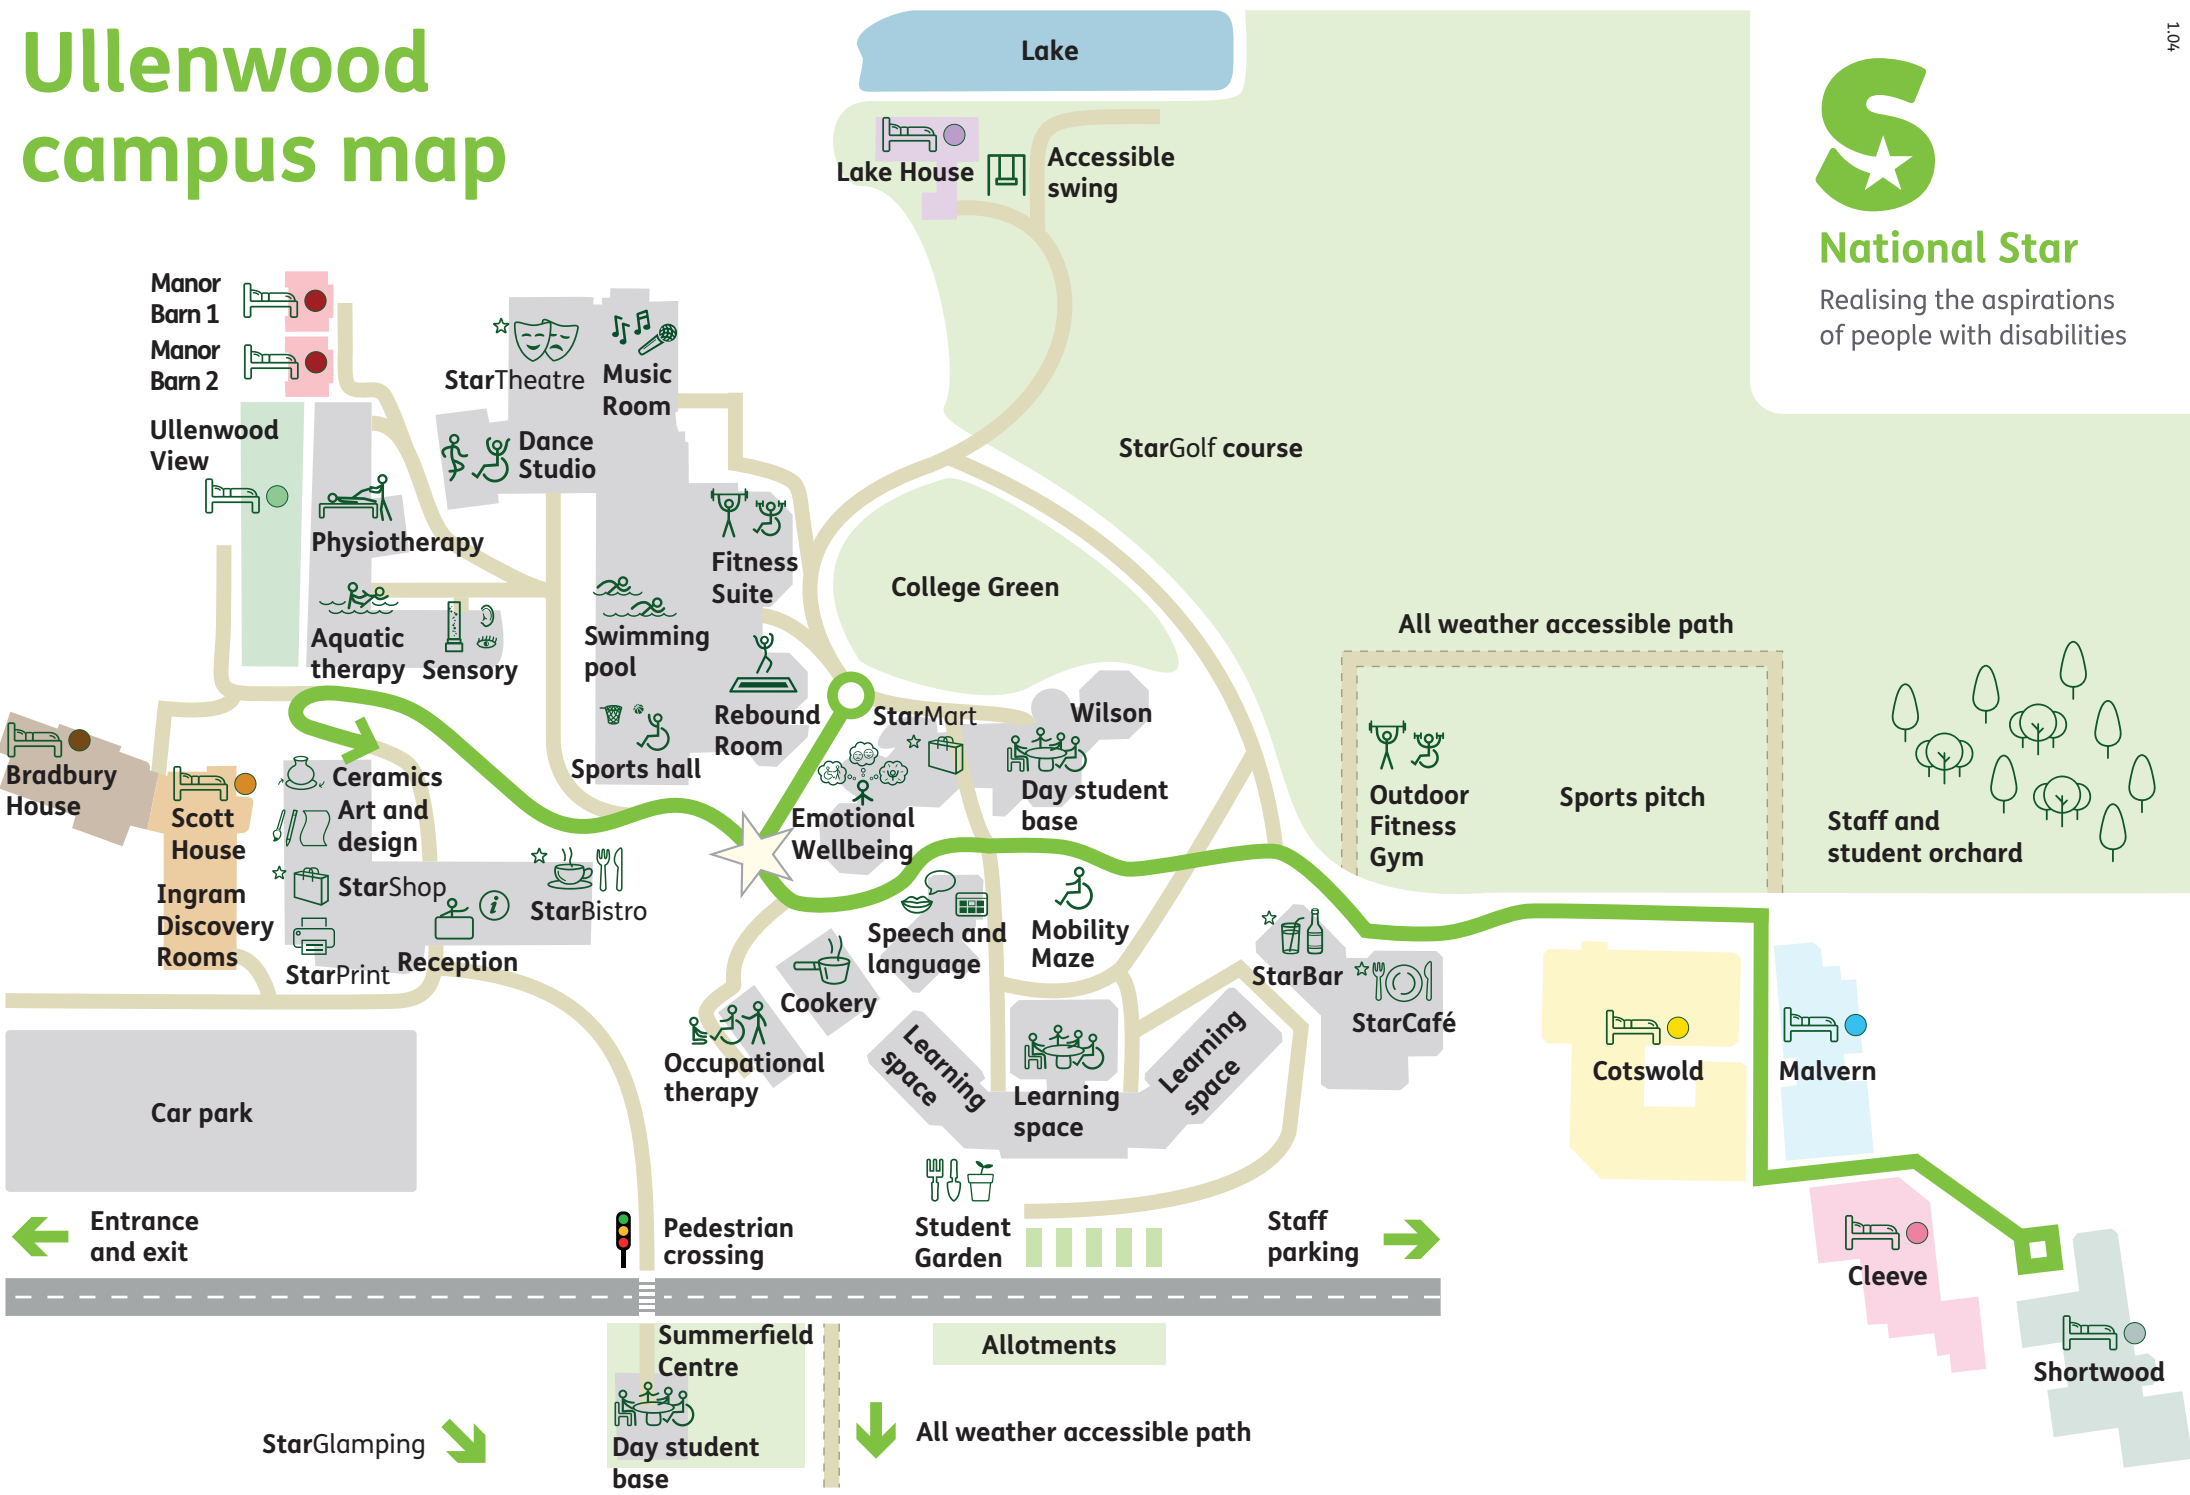 Ullenwood
campus map
1.04
Lake
National Star
Realising the aspirations
of people with disabilities
Lake House
Accessible
swing
Manor
Barn 1
Manor
Barn 2
Ullenwood
View
StarTheatre
Music
Room
Dance
Studio
StarGolf course
Physiotherapy
Fitness
Suite
College Green
Aquatic
therapy
Sensory
Swimming
pool
All weather accessible path
Rebound
Room
StarMart
Wilson
Sports hall
Bradbury
House
Scott
House
Ceramics
Art and
design
Emotional
Wellbeing
Day student
base
Outdoor
Fitness
Gym
Sports pitch
Staff and
student orchard
Ingram
Discovery
Rooms
StarShop
StarBistro
StarPrint
Reception
Speech and
language
Mobility
Maze
Cookery
StarBar
StarCafé
Occupational
therapy
Learning
space
Learning
space
Learning
space
Cotswold
Malvern
Car park
Entrance
and exit
Pedestrian
crossing
Student
Garden
Staff
parking
Cleeve
Summerfield
Centre
Allotments
Shortwood
StarGlamping
Day student
base
All weather accessible path